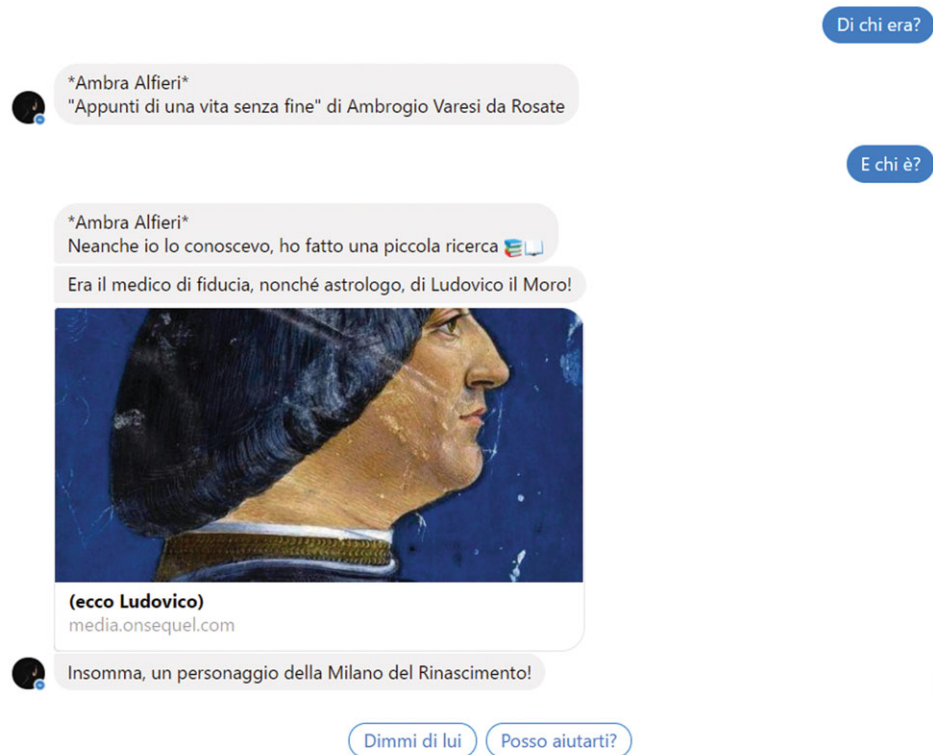 Di chi era?
*Ambra Alfieri*
"Appunti di una vita senza fine" di Ambrogio Varesi da Rosate
E chi è?
*Ambra Alfieri*
Neanche io lo conoscevo, ho fatto una piccola ricerca 📚📖
Era il medico di fiducia, nonché astrologo, di Ludovico il Moro!
(ecco Ludovico)
media.onsequel.com
Insomma, un personaggio della Milano del Rinascimento!
Dimmi di lui
Posso aiutarti?